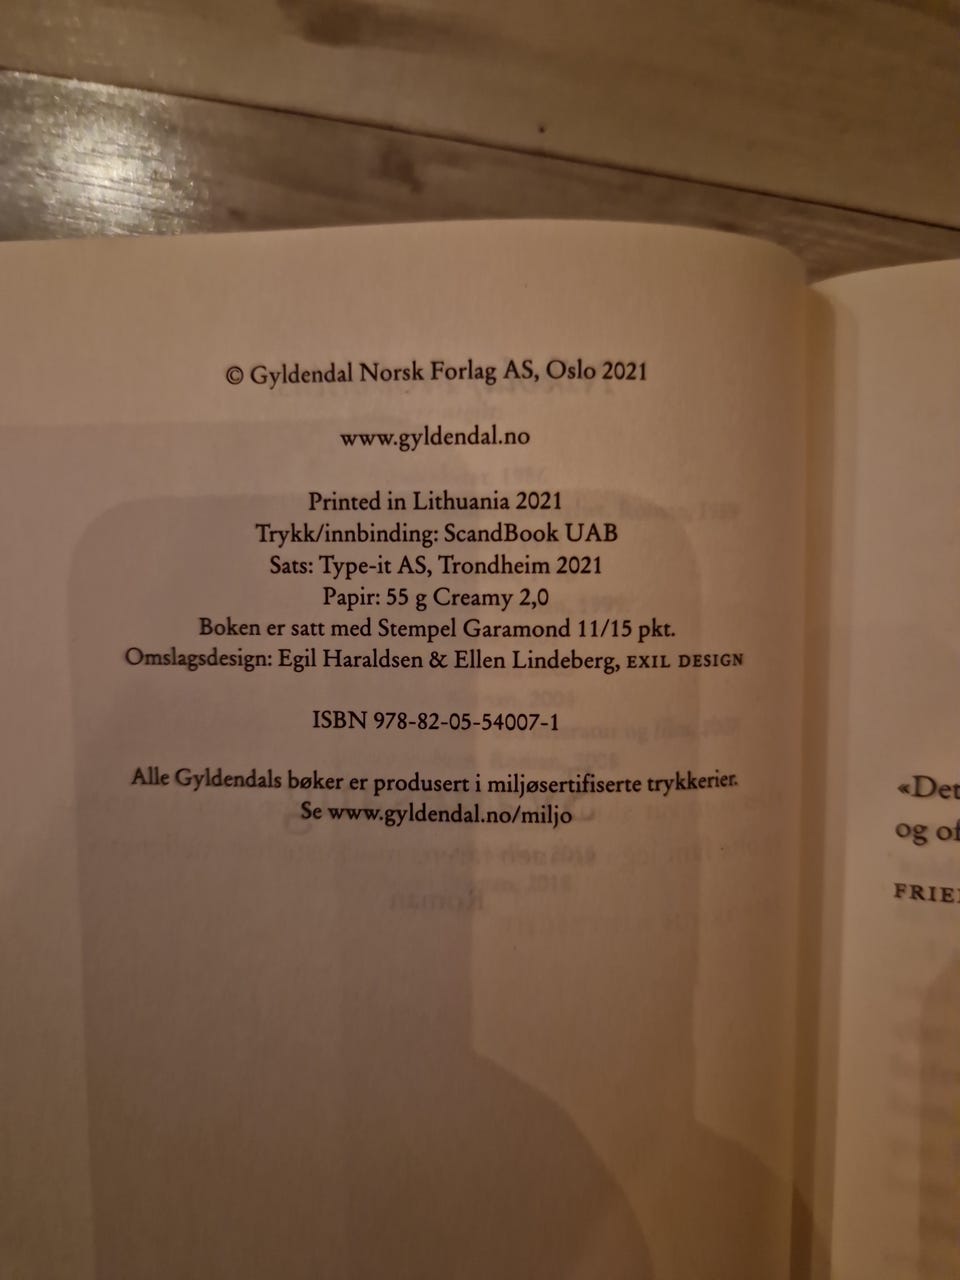 © Gyldendal Norsk Forlag AS, Oslo 2021
www.gyldendal.no
Printed in Lithuania 2021
Trykk/innbinding: ScandBook UAB
Sats: Type-it AS, Trondheim 2021
Papir: 55 g Creamy 2,0
Boken er satt med Stempel Garamond 11/15 pkt.
Omslagsdesign: Egil Haraldsen & Ellen Lindeberg, EXIL DESIGN
ISBN 978-82-05-54007-1
Alle Gyldendals bøker er produsert i miljøsertifiserte trykkerier.
Se www.gyldendal.no/miljo
«Det
og of
FRIE